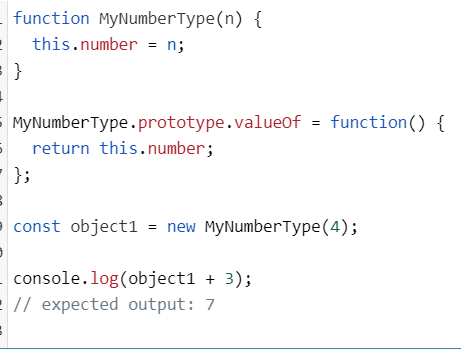 function MyNumberType(n) {
this.number = n;
}
MyNumberType.prototype.valueOf = function() {
return this.number;
};
const object1 = new MyNumberType(4);
console.log(object1 + 3);
// expected output: 7